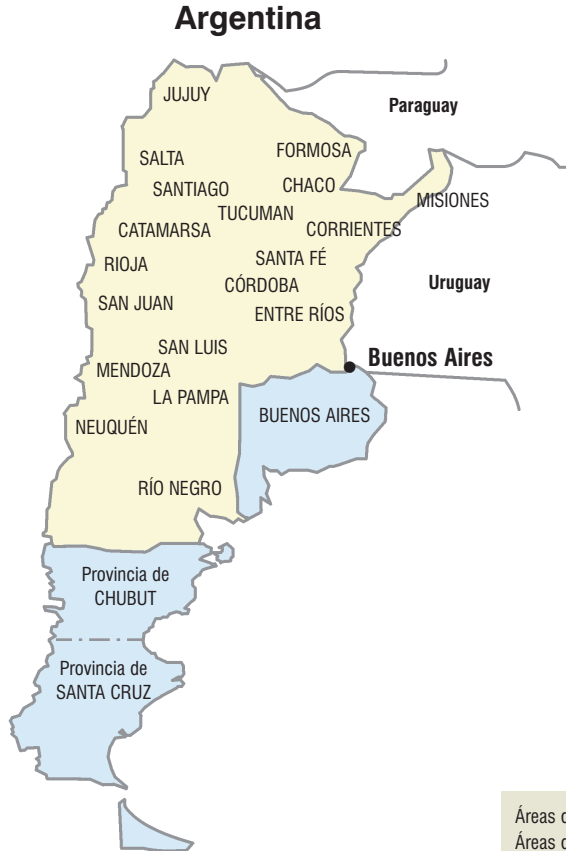 Argentina
JUJUY
Paraguay
FORMOSA
SALTA
CHACO
SANTIAGO
MISIONES
TUCUMAN
CATAMARSA
CORRIENTES
SANTA FÉ
RIOJA
CÓRDOBA
Uruguay
SAN JUAN
ENTRE RÍOS
SAN LUIS
Buenos Aires
MENDOZA
LA PAMPA
BUENOS AIRES
NEUQUÉN
RÍO NEGRO
Provincia de
CHUBUT
Provincia de
SANTA CRUZ
Áreas
Áreas